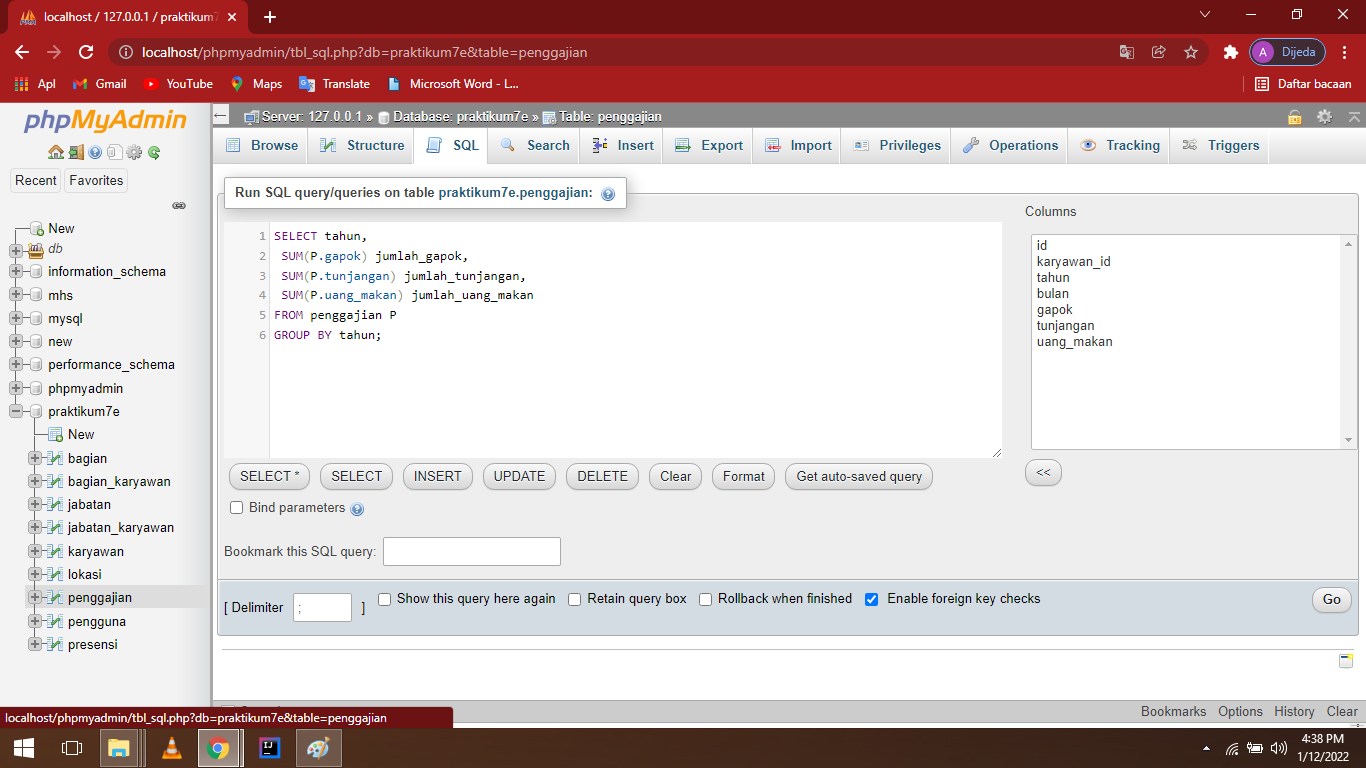 localhost / 127.0.0.1 / praktikum7
localhost/phpmyadmin/tbl_sql.php?db=praktikum7e&table=penggajian
A Dijeda
Apl Gmail YouTube Maps Translate Microsoft Word - L... Daftar bacaan
phpMyAdmin
Recent Favorites
New
db
information_schema
mhs
mysql
new
performance_schema
phpmyadmin
praktikum7e
New
bagian
bagian_karyawan
jabatan
jabatan_karyawan
karyawan
lokasi
penggajian
pengguna
presensi
Server: 127.0.0.1 » Database: praktikum7e » Table: penggajian
Browse Structure SQL Search Insert Export Import Privileges Operations Tracking Triggers
Run SQL query/queries on table praktikum7e.penggajian:
1 SELECT tahun,
2 SUM(P.gapok) jumlah_gapok,
3 SUM(P.tunjangan) jumlah_tunjangan,
4 SUM(P.uang_makan) jumlah_uang_makan
5 FROM penggajian P
6 GROUP BY tahun;
Columns
id
karyawan_id
tahun
bulan
gapok
tunjangan
uang_makan
<<
SELECT * SELECT INSERT UPDATE DELETE Clear Format Get auto-saved query
Bind parameters
Bookmark this SQL query:
[ Delimiter ; ] Show this query here again Retain query box Rollback when finished Enable foreign key checks Go
Bookmarks Options History Clear
localhost/phpmyadmin/tbl_sql.php?db=praktikum7e&table=penggajian
4:38 PM
1/12/2022